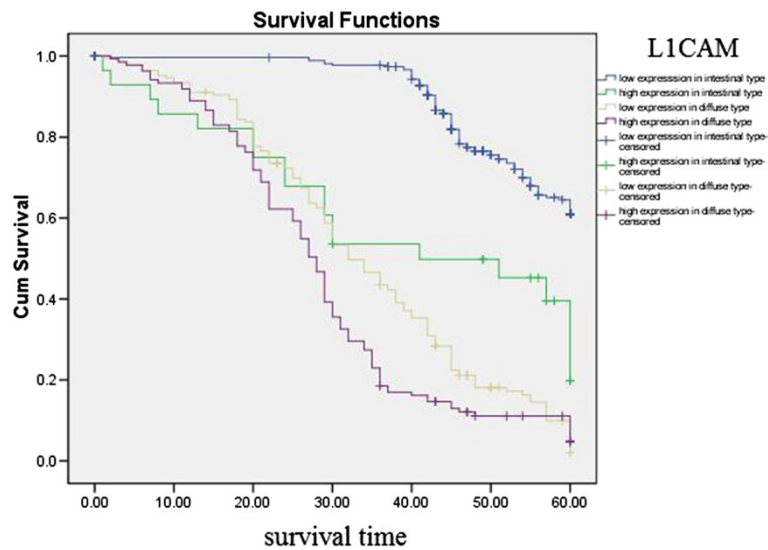 Survival Functions
L1CAM
low expresssion in intestinal type
high expression in intestinal type
low expression in diffuse type
high expression in diffuse type
low expresssion in intestinal type-
censored
high expression in intestinal type-
censored
low expression in diffuse type-
censored
high expression in diffuse type-
censored
Cum Survival
1.0
0.8
0.6
0.4
0.2
0.0
0.00 10.00 20.00 30.00 40.00 50.00 60.00
survival time